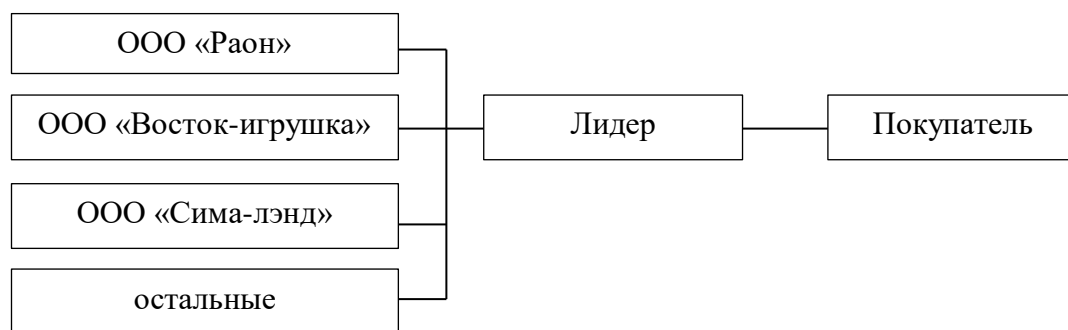 ООО «Раон»
ООО «Восток-игрушка»
Лидер
Покупатель
ООО «Сима-лэнд»
остальные